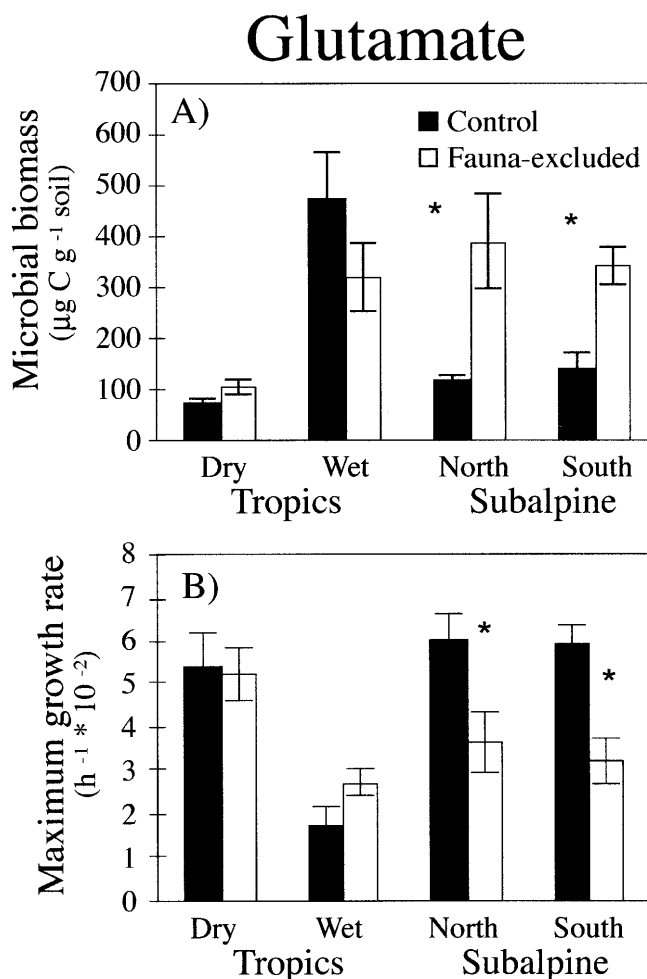 Glutamate
A)
Control
Fauna-excluded
Microbial biomass
(µg C g -1 soil)
700
600
500
400
300
200
100
0
*
*
Dry Wet North South
Tropics Subalpine
B)
Maximum growth rate
(h -1 * 10 -2)
8
7
6
5
4
3
2
1
0
*
*
Dry Wet North South
Tropics Subalpine